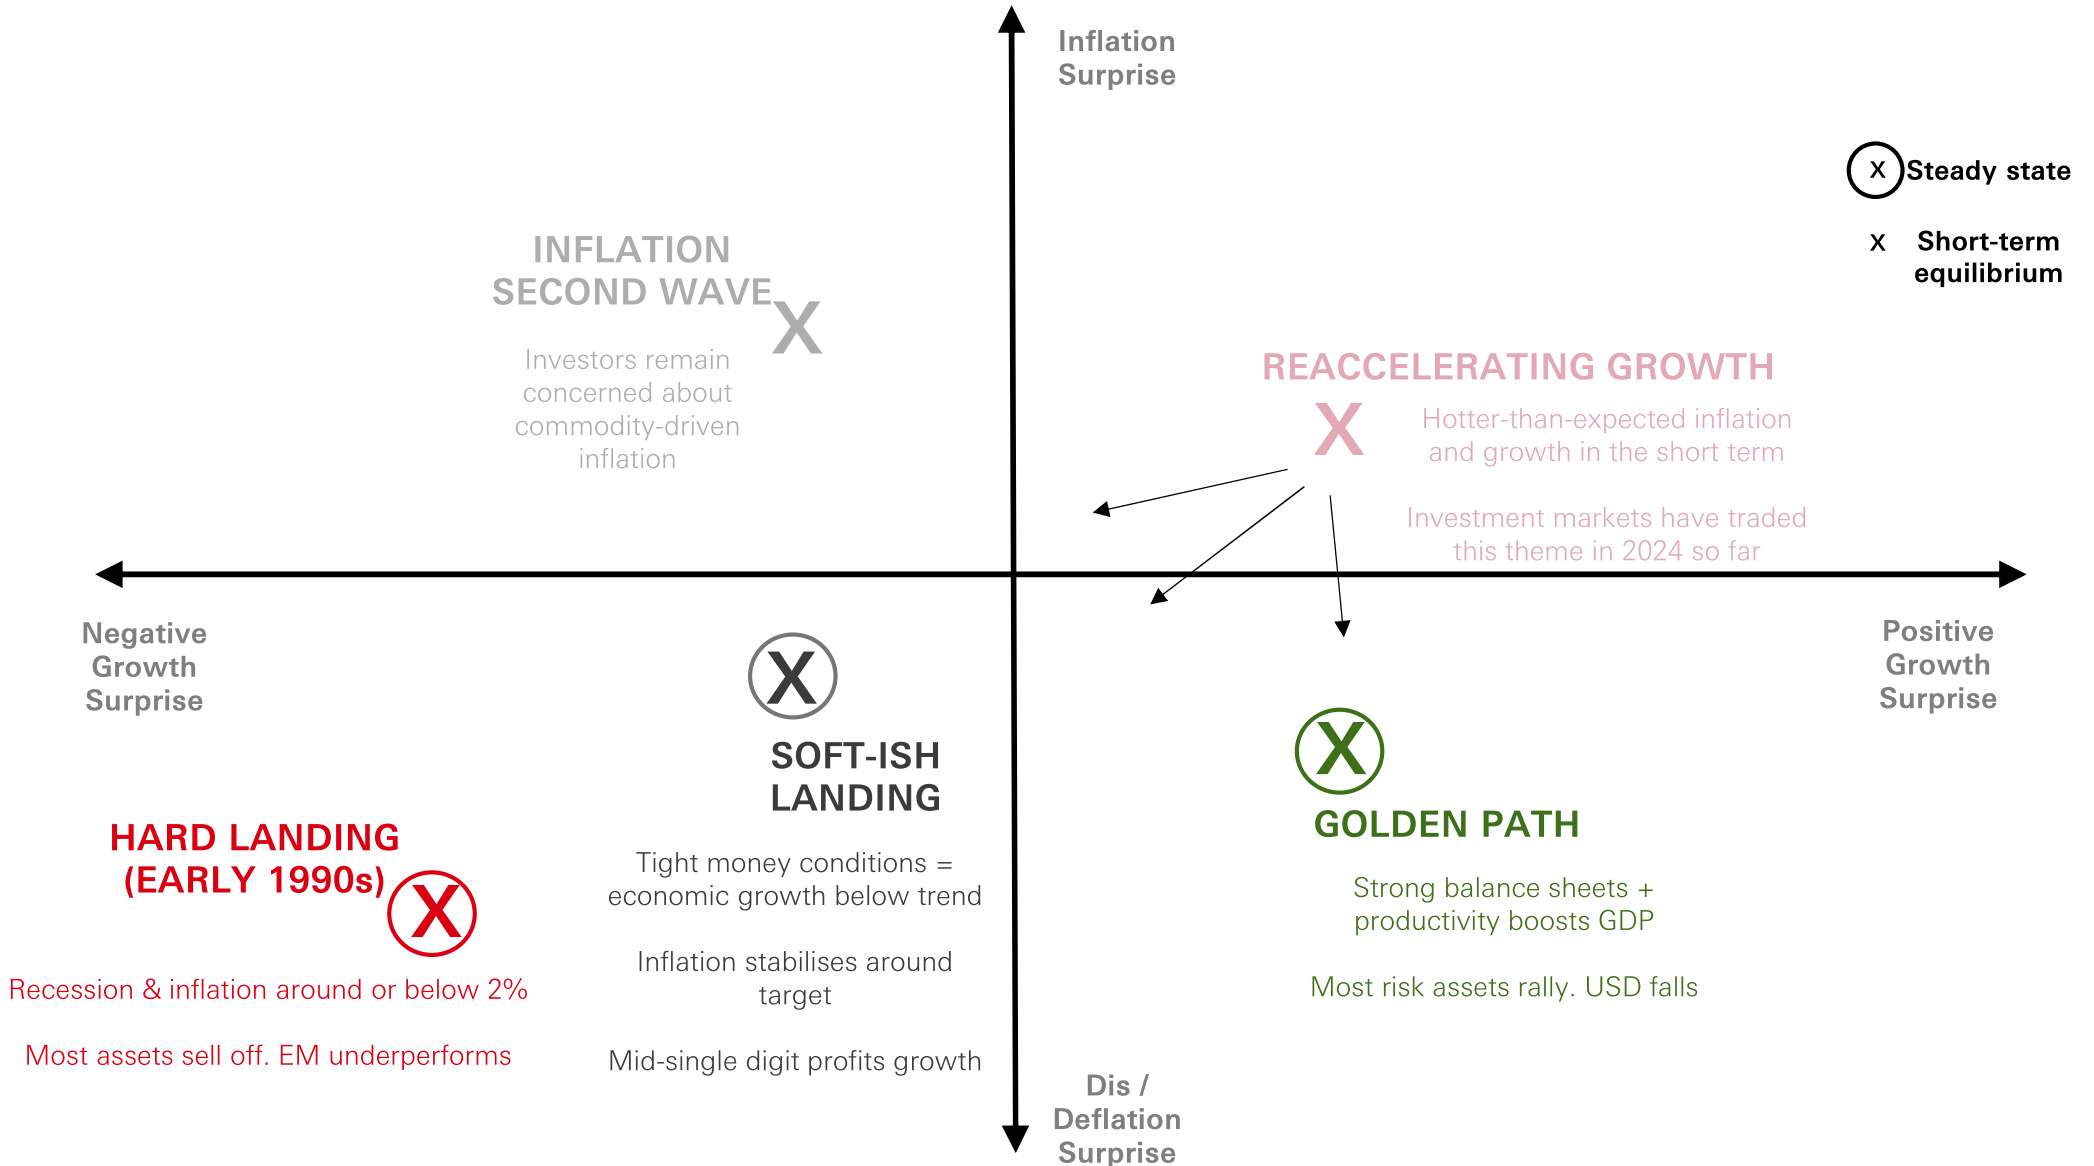 Inflation
Surprise
X Steady state
X Short-term
equilibrium
INFLATION
SECOND WAVE
X
Investors remain
concerned about
commodity-driven
inflation
REACCELERATING GROWTH
X
Hotter-than-expected inflation
and growth in the short term
Investment markets have traded
this theme in 2024 so far
Negative
Growth
Surprise
Positive
Growth
Surprise
X
SOFT-ISH
LANDING
Tight money conditions =
economic growth below trend
Inflation stabilises around
target
Mid-single digit profits growth
X
GOLDEN PATH
Strong balance sheets +
productivity boosts GDP
Most risk assets rally. USD falls
HARD LANDING
(EARLY 1990s)
X
Recession & inflation around or below 2%
Most assets sell off. EM underperforms
Dis /
Deflation
Surprise